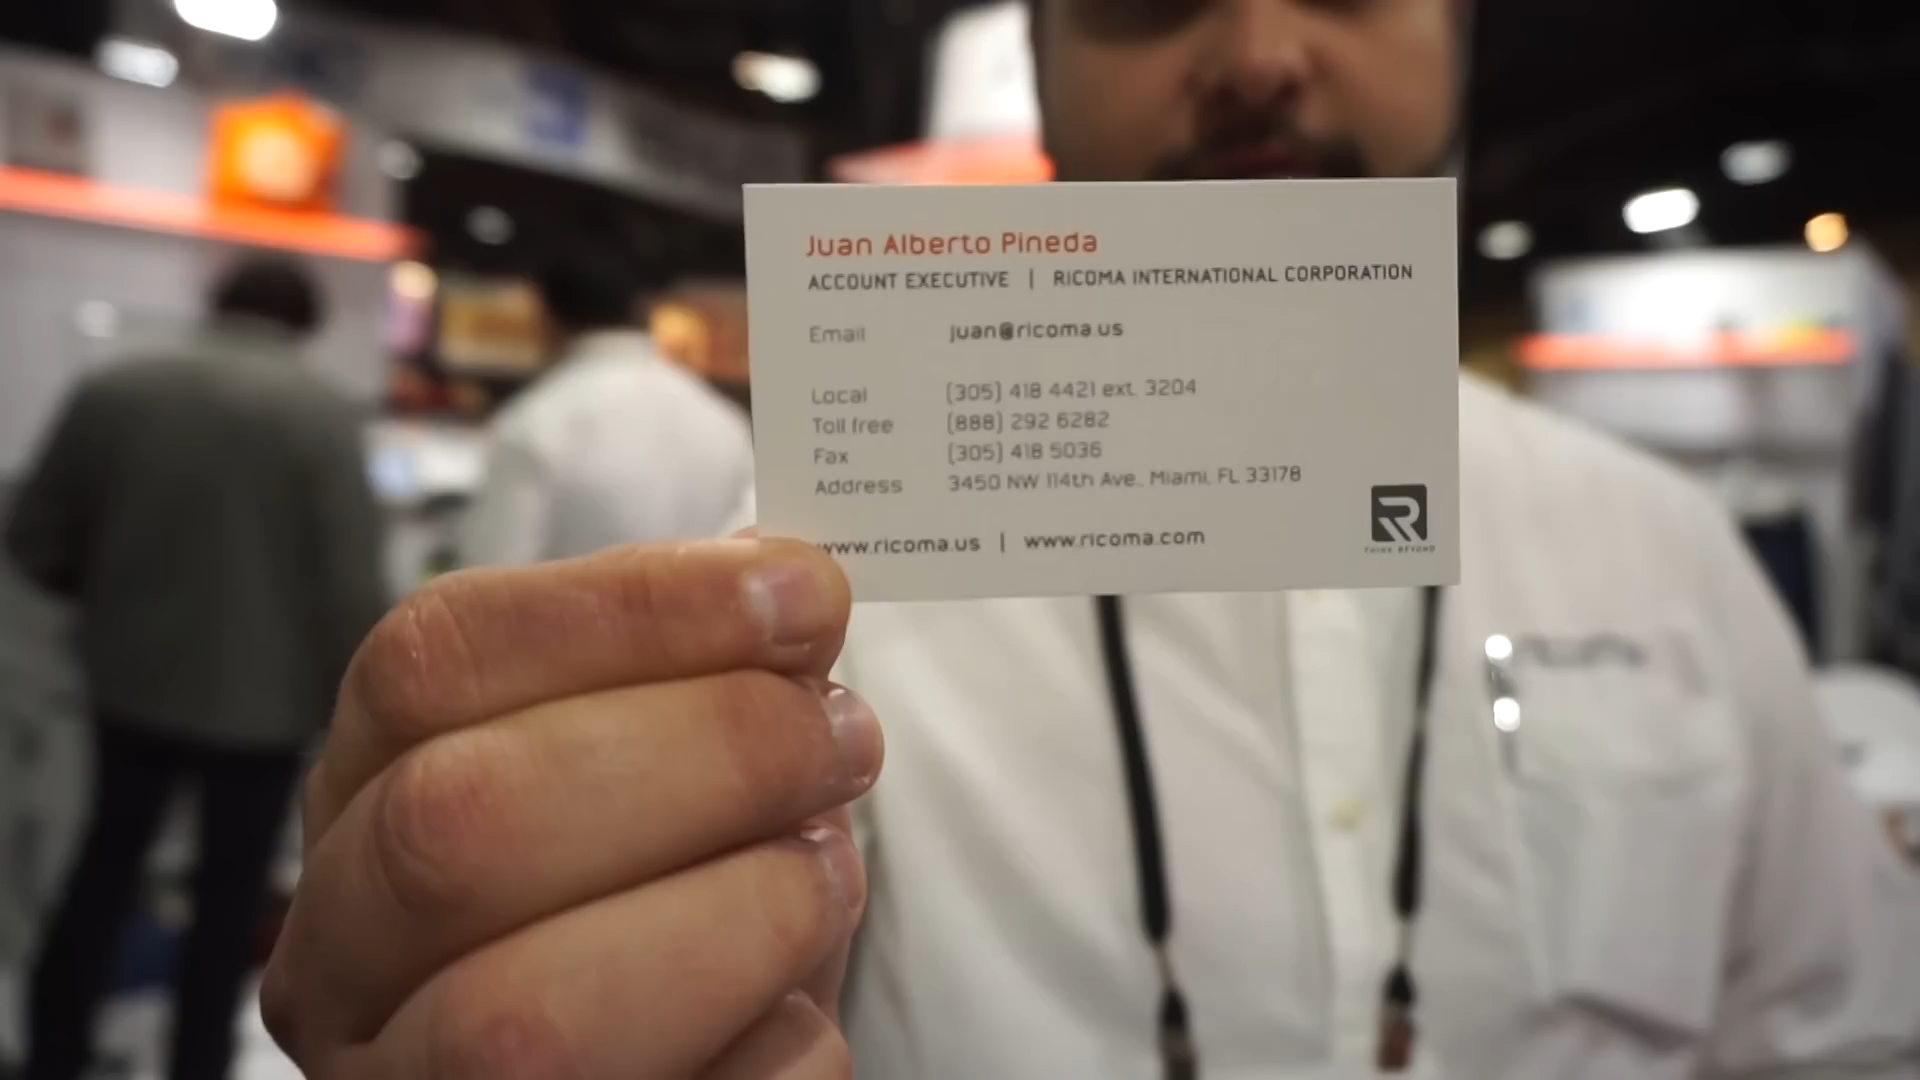 Juan Alberto Pineda
ACCOUNT EXECUTIVE | RICOMA INTERNATIONAL CORPORATION
Email juan@ricoma.us
Local (305) 418 4421 ext. 3204
Toll free (888) 292 6282
Fax (305) 418 5036
Address 3450 NW 114th Ave., Miami, FL 33178
www.ricoma.us | www.ricoma.com
THINK BEYOND